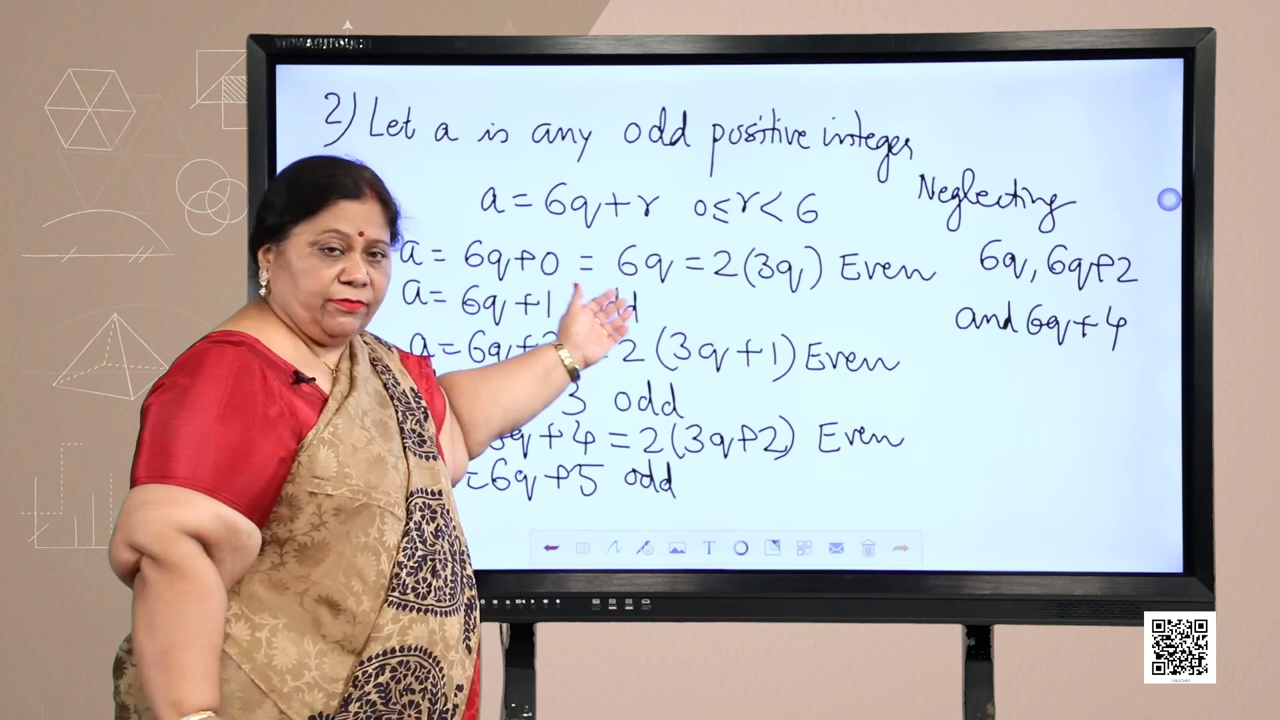 2) Let a is any odd positive integer
a = 6q + r 0 ≤ r < 6
Neglecting
6q, 6q+2
and 6q + 4
a = 6q+0 = 6q = 2(3q) Even
a = 6q + 1
a = 6q + 2 (3q + 1) Even
3 odd
q + 4 = 2(3q+2) Even
= 6q + 5 odd
T